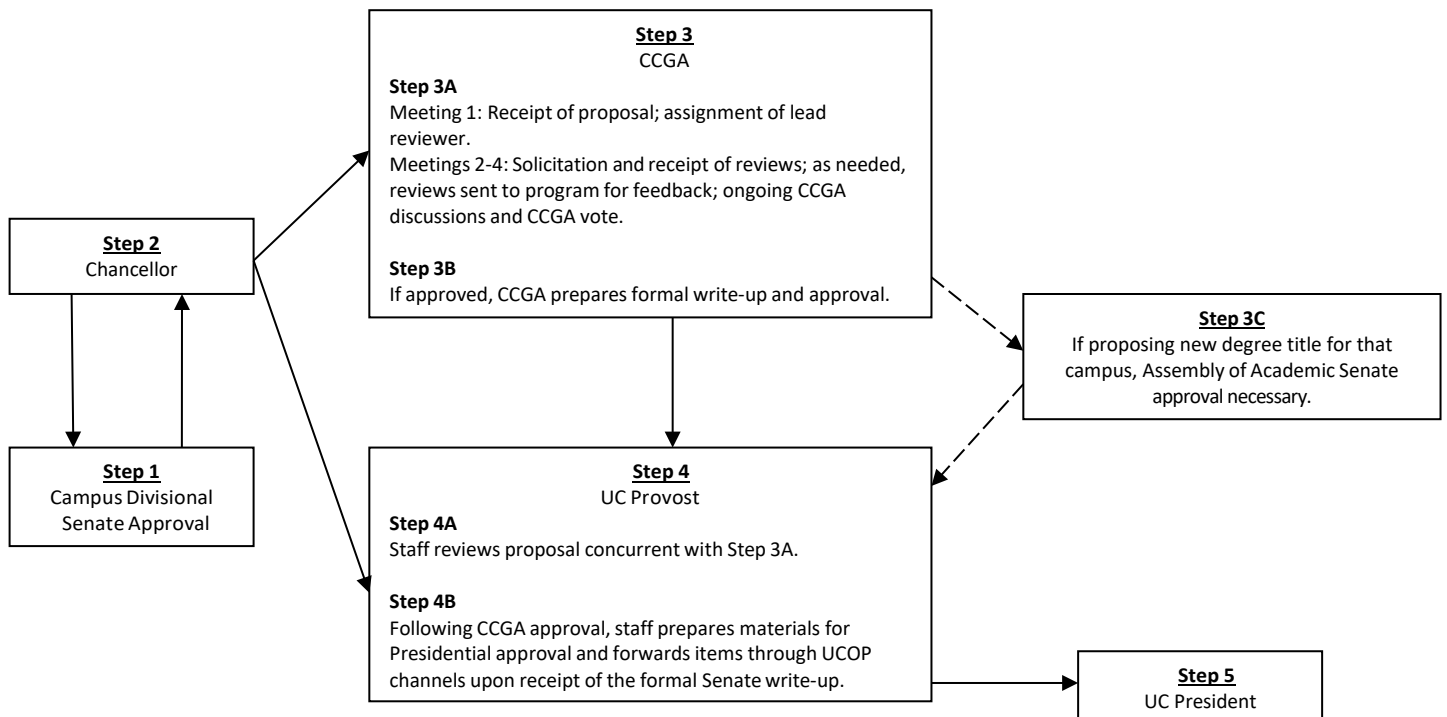 Step 3
CCGA
Step 3A
Meeting 1: Receipt of proposal; assignment of lead
reviewer.
Meetings 2-4: Solicitation and receipt of reviews; as needed,
reviews sent to program for feedback; ongoing CCGA
discussions and CCGA vote.
Step 3B
If approved, CCGA prepares formal write-up and approval.
Step 2
Chancellor
Step 3C
If proposing new degree title for that
campus, Assembly of Academic Senate
approval necessary.
Step 1
Campus Divisional
Senate Approval
Step 4
UC Provost
Step 4A
Staff reviews proposal concurrent with Step 3A.
Step 4B
Following CCGA approval, staff prepares materials for
Presidential approval and forwards items through UCOP
channels upon receipt of the formal Senate write-up.
Step 5
UC President